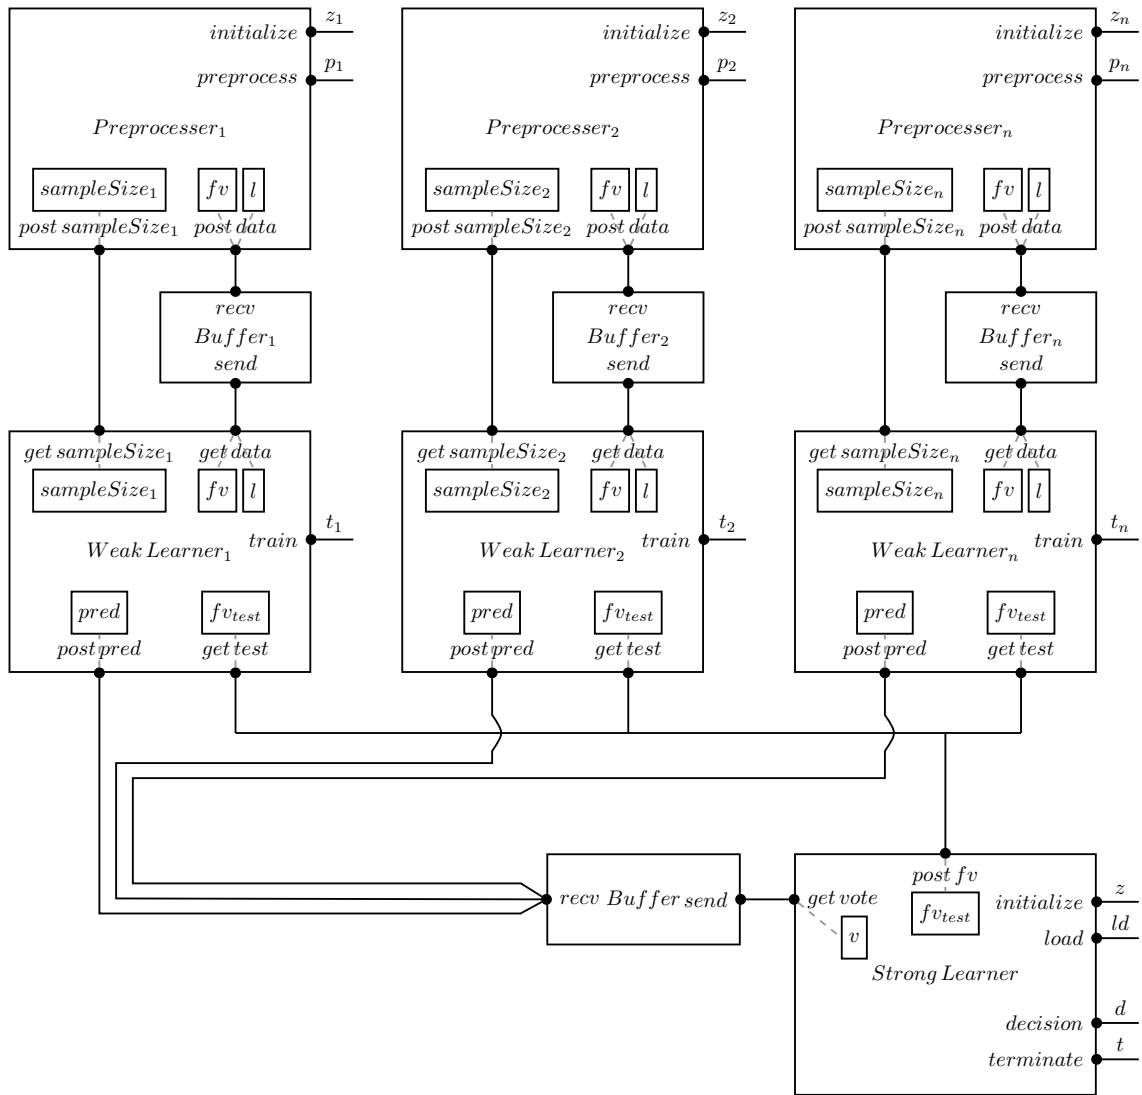 z₁ z₂ zₙ
initialize initialize initialize
p₁ p₂ pₙ
preprocess preprocess preprocess
Preprocesser₁ Preprocesser₂ Preprocesserₙ
sampleSize₁ fv l sampleSize₂ fv l sampleSizeₙ fv l
post sampleSize₁ post data post sampleSize₂ post data post sampleSizeₙ post data
recv recv recv
Buffer₁ Buffer₂ Bufferₙ
send send send
get sampleSize₁ get data get sampleSize₂ get data get sampleSizeₙ get data
sampleSize₁ fv l sampleSize₂ fv l sampleSizeₙ fv l
t₁ t₂ tₙ
train train train
Weak Learner₁ Weak Learner₂ Weak Learnerₙ
pred fv_test pred fv_test pred fv_test
post pred get test post pred get test post pred get test
post fv
z
recv Buffer send get vote initialize
fv_test
ld
v load
Strong Learner
d
decision
t
terminate